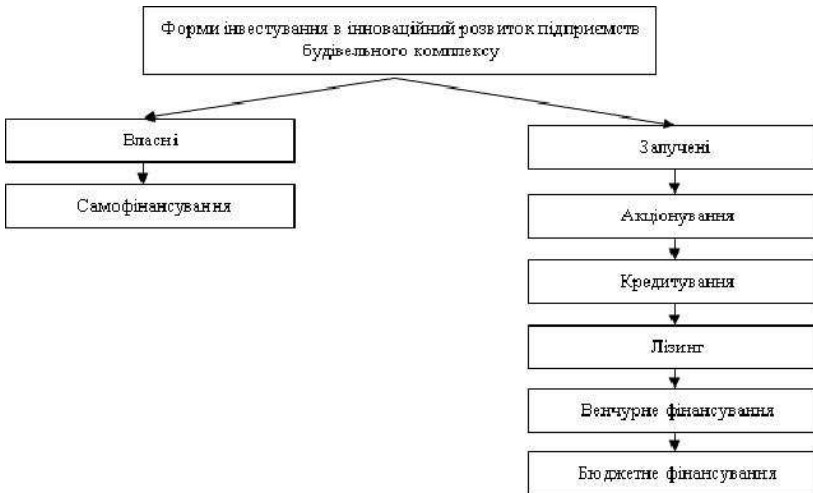 Форми інвестування в інноваційний розвиток підприємств
будівельного комплексу
Власні
Самофінансування
Залучені
Акціонування
Кредитування
Лізинг
Венчурне фінансування
Бюджетне фінансування